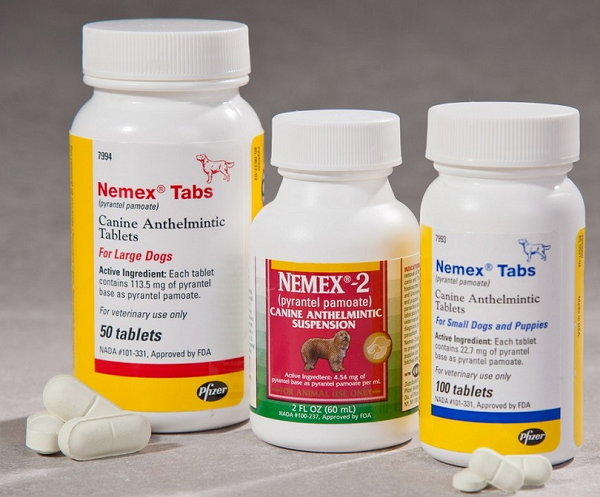 7994
Nemex® Tabs
(pyrantel pamoate)
Canine Anthelmintic
Tablets
For Large Dogs
Active Ingredient: Each tablet
contains 113.5 mg of pyrantel
base as pyrantel pamoate.
For veterinary use only
50 tablets
NADA #101-331, Approved by FDA
Pfizer
NEMEX®-2
(pyrantel pamoate)
CANINE ANTHELMINTIC
SUSPENSION
Active Ingredient: 4.54 mg of
pyrantel base as pyrantel pamoate per mL
FOR ANIMAL USE ONLY
2 FL OZ (60 mL)
NADA #100-237, Approved by FDA
7993
Nemex® Tabs
(pyrantel pamoate)
Canine Anthelmintic
Tablets
For Small Dogs and Puppies
Active Ingredient: Each tablet
contains 22.7 mg of pyrantel
base as pyrantel pamoate.
For veterinary use only
100 tablets
NADA #101-331, Approved by FDA
Pfizer